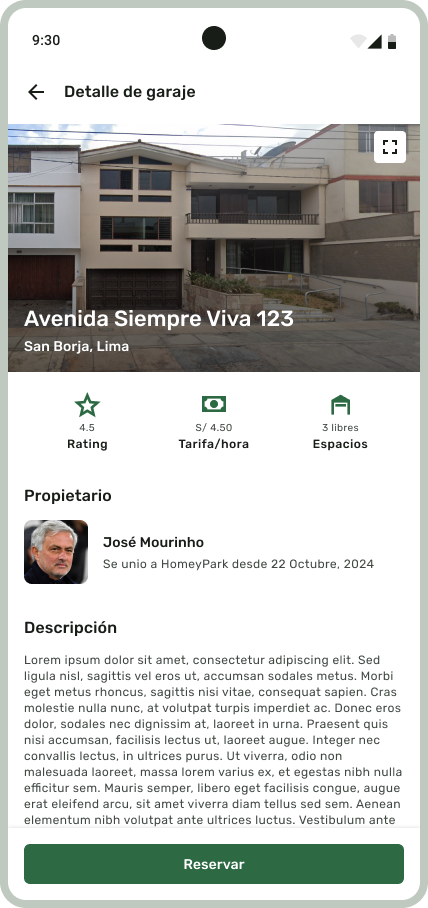 9:30
Detalle de garaje
Avenida Siempre Viva 123
San Borja, Lima
4.5
Rating
S/ 4.50
Tarifa/hora
3 libres
Espacios
Propietario
José Mourinho
Se unio a HomeyPark desde 22 Octubre, 2024
Descripción
Lorem ipsum dolor sit amet, consectetur adipiscing elit. Sed
ligula nisl, sagittis vel eros ut, accumsan sodales metus. Morbi
eget metus rhoncus, sagittis nisi vitae, consequat sapien. Cras
molestie nulla nunc, at volutpat turpis imperdiet ac. Donec eros
dolor, sodales nec dignissim at, laoreet in urna. Praesent quis
nisi accumsan, facilisis lectus ut, laoreet augue. Integer nec
convallis lectus, in ultrices purus. Ut viverra, odio non
malesuada laoreet, massa lorem varius ex, et egestas nibh nulla
efficitur sem. Mauris semper, libero eget facilisis congue, augue
erat eleifend arcu, sit amet viverra diam tellus sed sem. Aenean
elementum nibh volutpat ante ultrices luctus. Vestibulum ante
Reservar